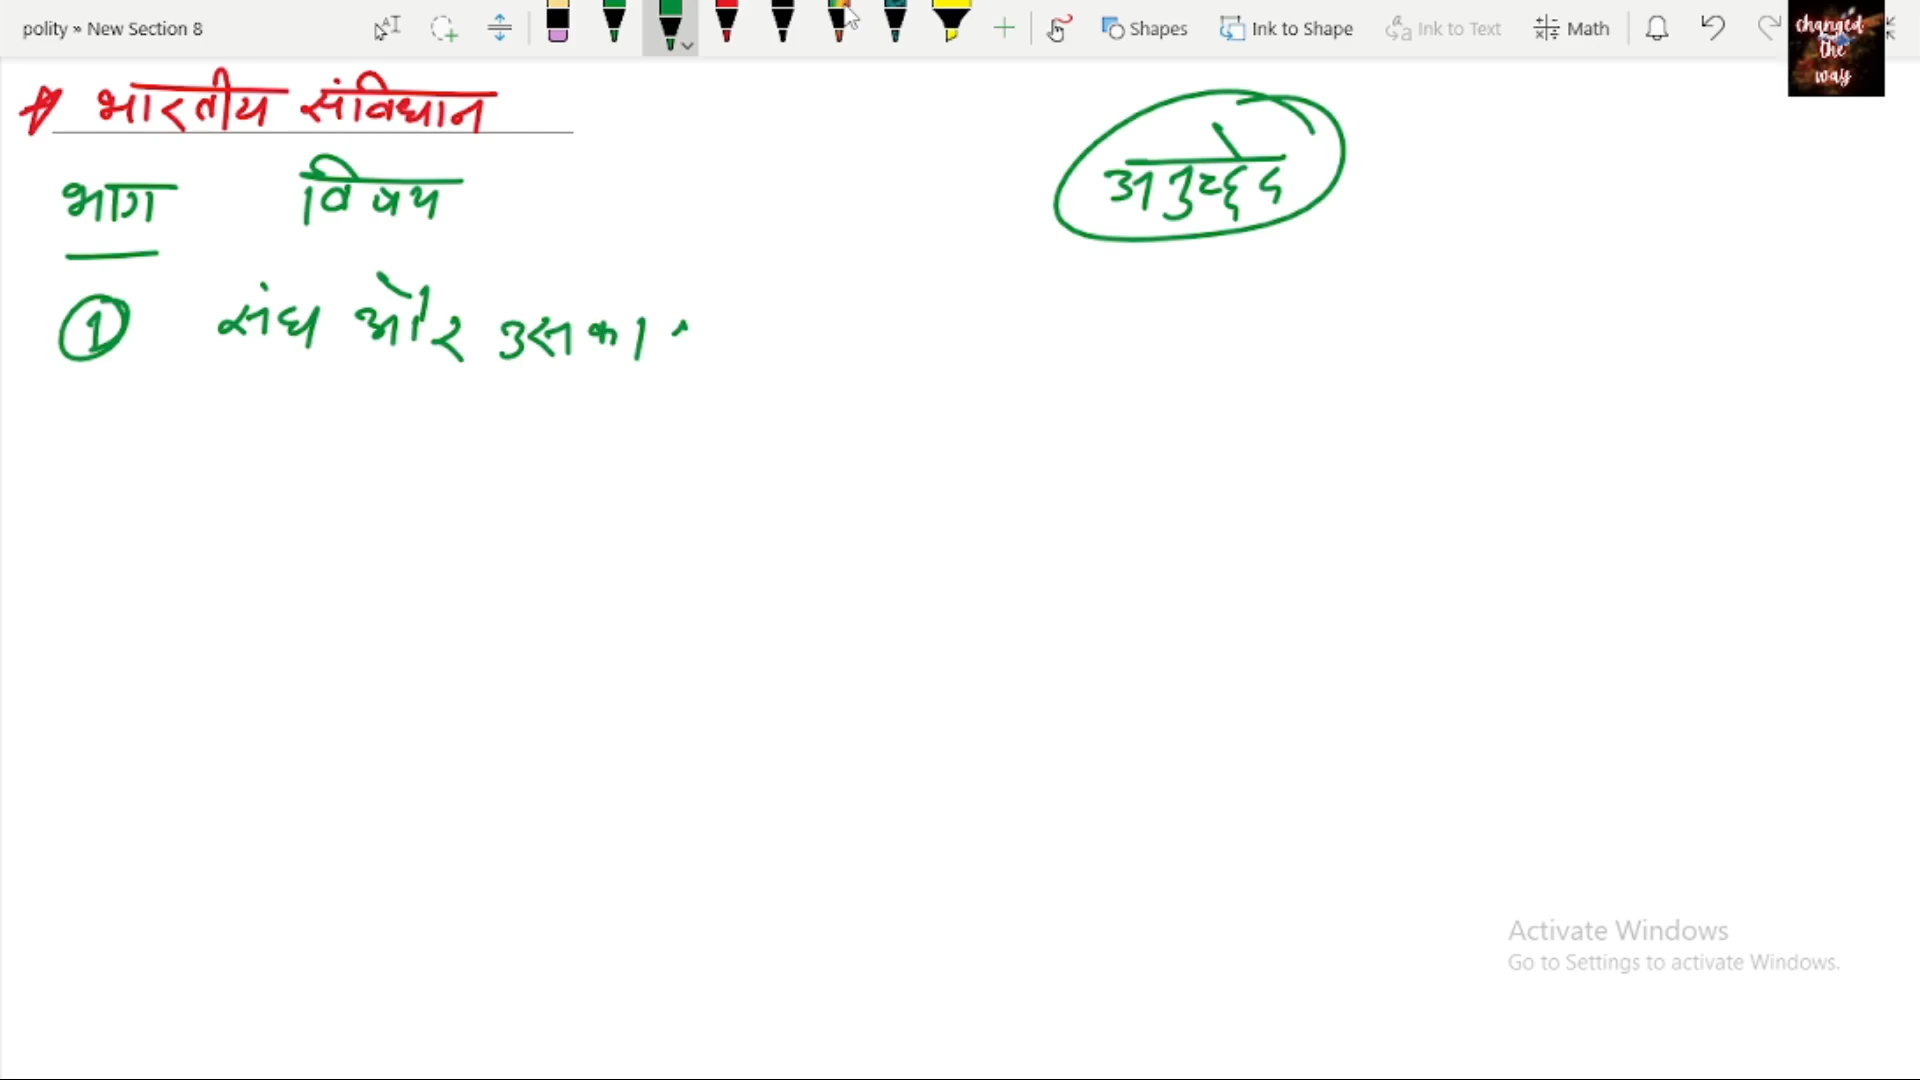 polity » New Section 8
Shapes
Ink to Shape
Ink to Text
Math
changed
the
way
भारतीय संविधान
भाग विषय अनुच्छेद
1 संघ और उसका
Activate Windows
Go to Settings to activate Windows.